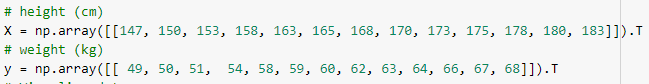 # height (cm)
X = np.array([[147, 150, 153, 158, 163, 165, 168, 170, 173, 175, 178, 180, 183]]).T
# weight (kg)
y = np.array([[ 49, 50, 51,  54, 58, 59, 60, 62, 63, 64, 66, 67, 68]]).T